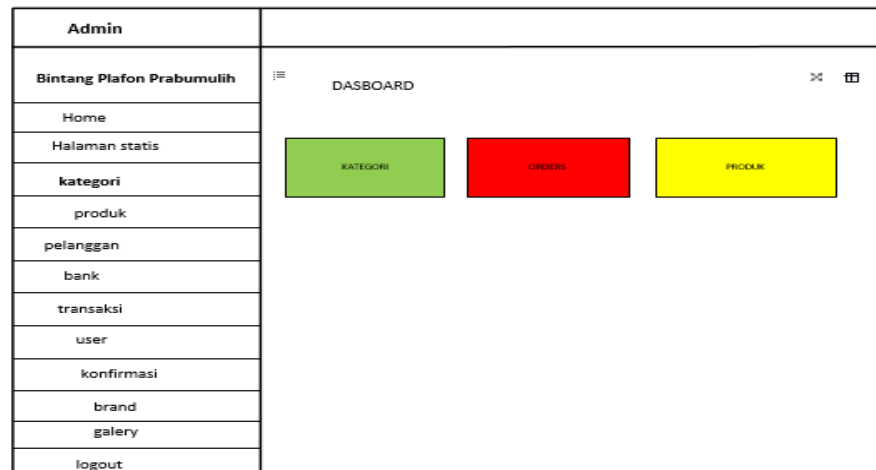 Admin
Bintang Plafon Prabumulih
DASBOARD
Home
Halaman statis
kategori
KATEGORI
ORDERS
PRODUK
produk
pelanggan
bank
transaksi
user
konfirmasi
brand
galery
logout